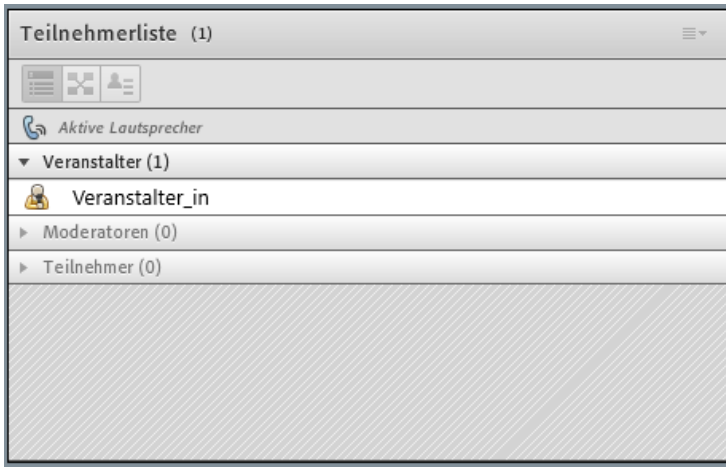 Teilnehmerliste (1)
Aktive Lautsprecher
Veranstalter (1)
Veranstalter_in
Moderatoren (0)
Teilnehmer (0)